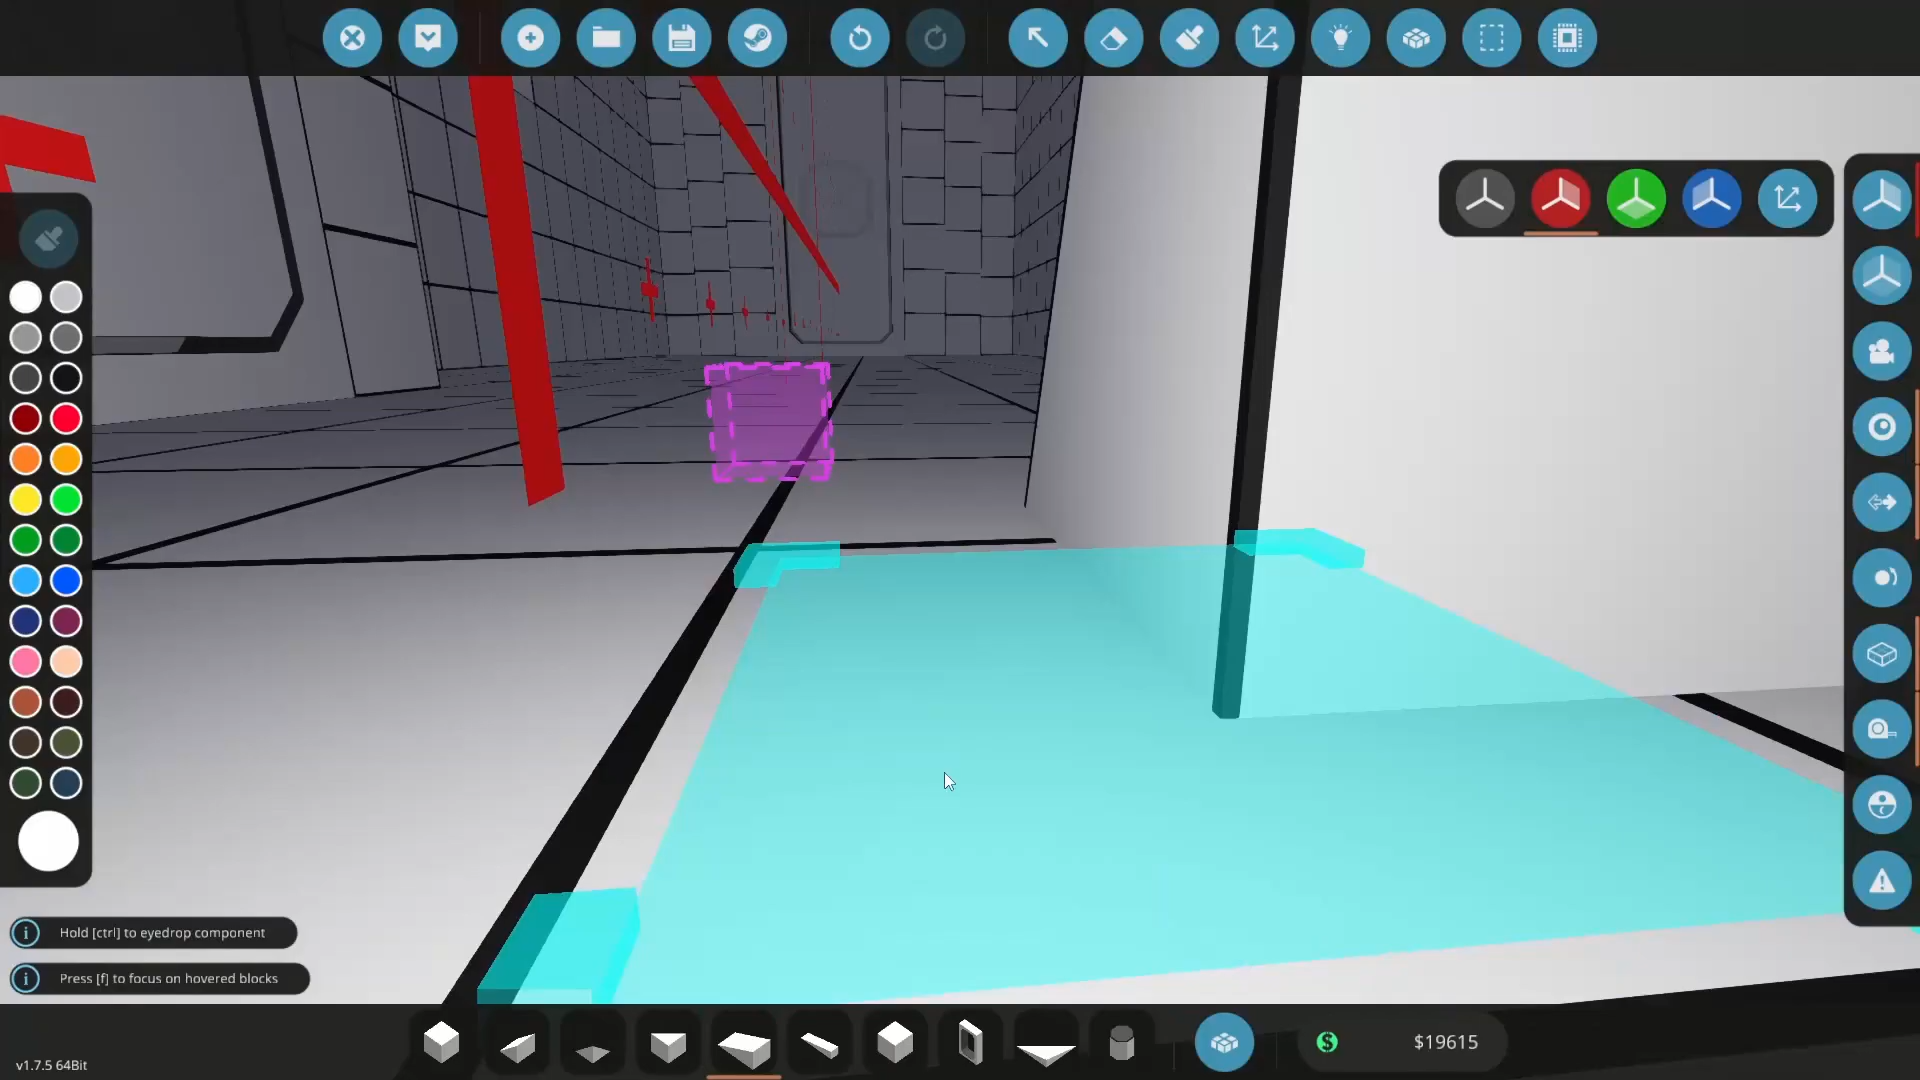 Hold [ctrl] to eyedrop component
Press [f] to focus on hovered blocks
v1.7.5 64Bit
$19615